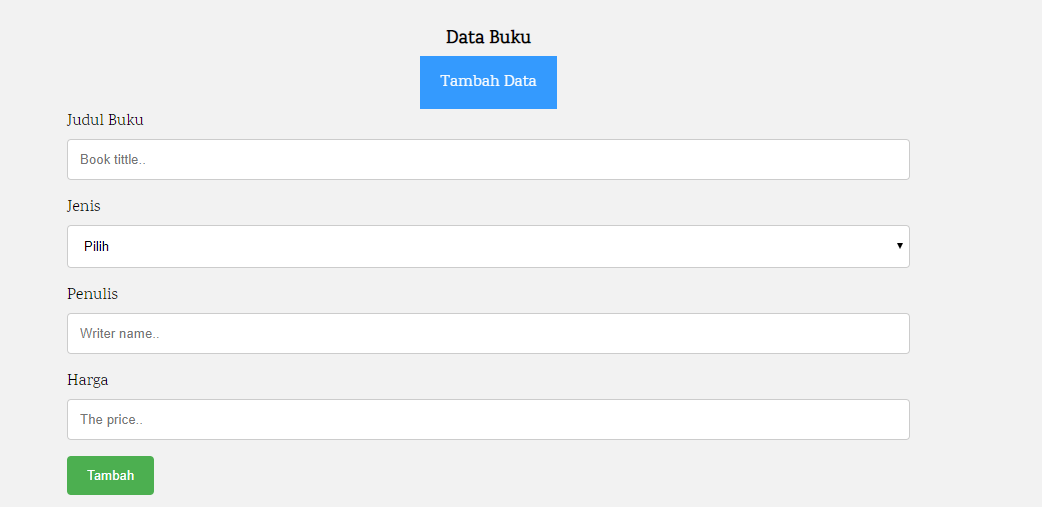 Data Buku
Tambah Data
Judul Buku
Book tittle..
Jenis
Pilih
Penulis
Writer name..
Harga
The price..
Tambah